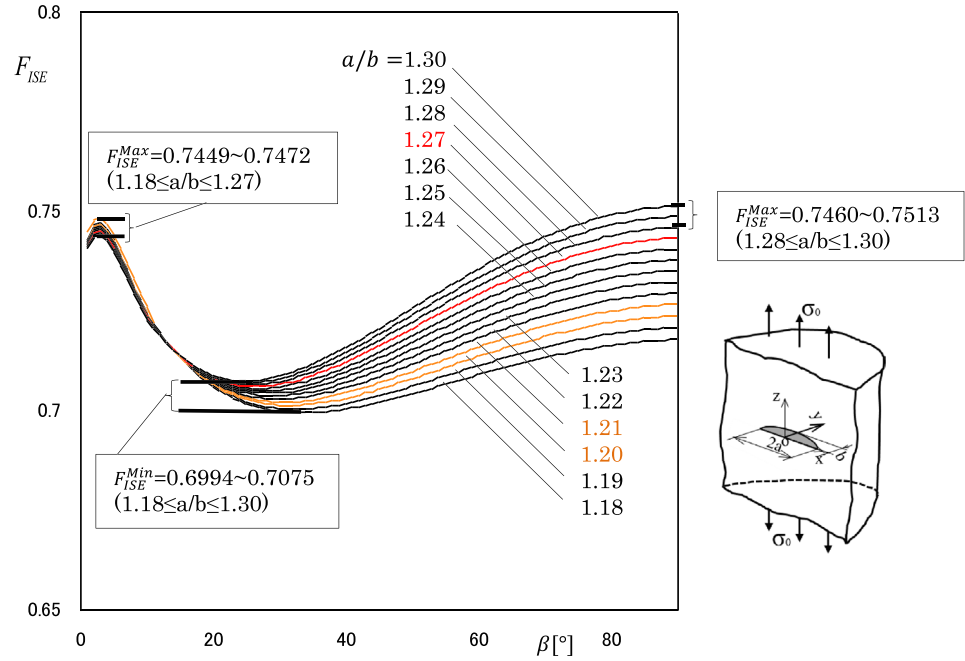 0.8
F_ISE
0.75
0.7
0.65
0
20
40
60
80
β[°]
a/b =1.30
1.29
1.28
1.27
1.26
1.25
1.24
1.23
1.22
1.21
1.20
1.19
1.18
F_ISE^Max=0.7449~0.7472
(1.18≤a/b≤1.27)
F_ISE^Max=0.7460~0.7513
(1.28≤a/b≤1.30)
F_ISE^Min=0.6994~0.7075
(1.18≤a/b≤1.30)
σ₀
z
y
o
2a
x
b
σ₀